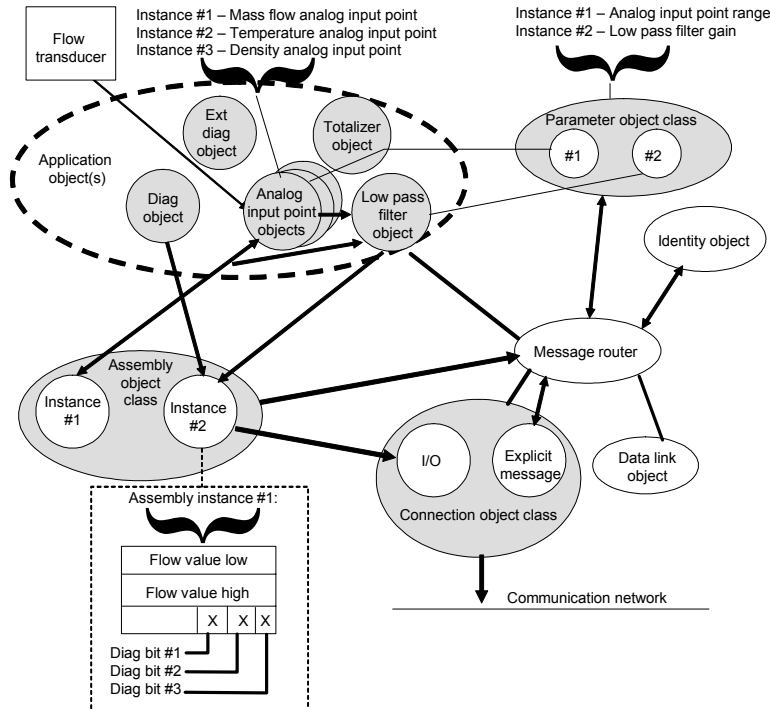 Instance #1 – Mass flow analog input point
Instance #2 – Temperature analog input point
Instance #3 – Density analog input point
Instance #1 – Analog input point range
Instance #2 – Low pass filter gain
Flow
transducer
Ext
diag
object
Totalizer
object
Parameter object class
#1
#2
Application
object(s)
Diag
object
Analog
input point
objects
Low pass
filter
object
Identity object
Message router
Assembly
object
class
Instance
#1
Instance
#2
I/O
Explicit
message
Connection object class
Data link
object
Assembly instance #1:
Flow value low
Flow value high
X X X
Diag bit #1
Diag bit #2
Diag bit #3
Communication network